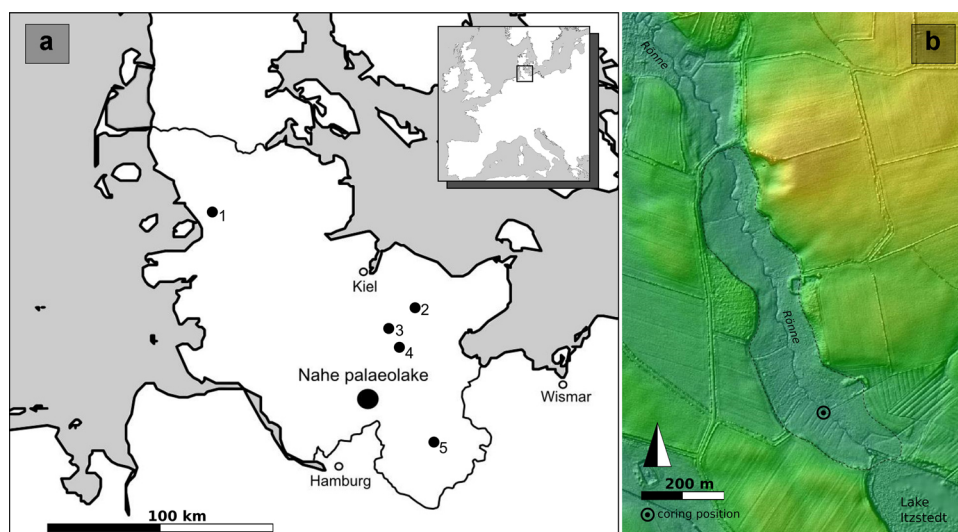 a
1
Kiel
2
3
4
Nahe palaeolake
Wismar
5
Hamburg
100 km
b
Rönne
Rönne
200 m
coring position
Lake
Itzstedt